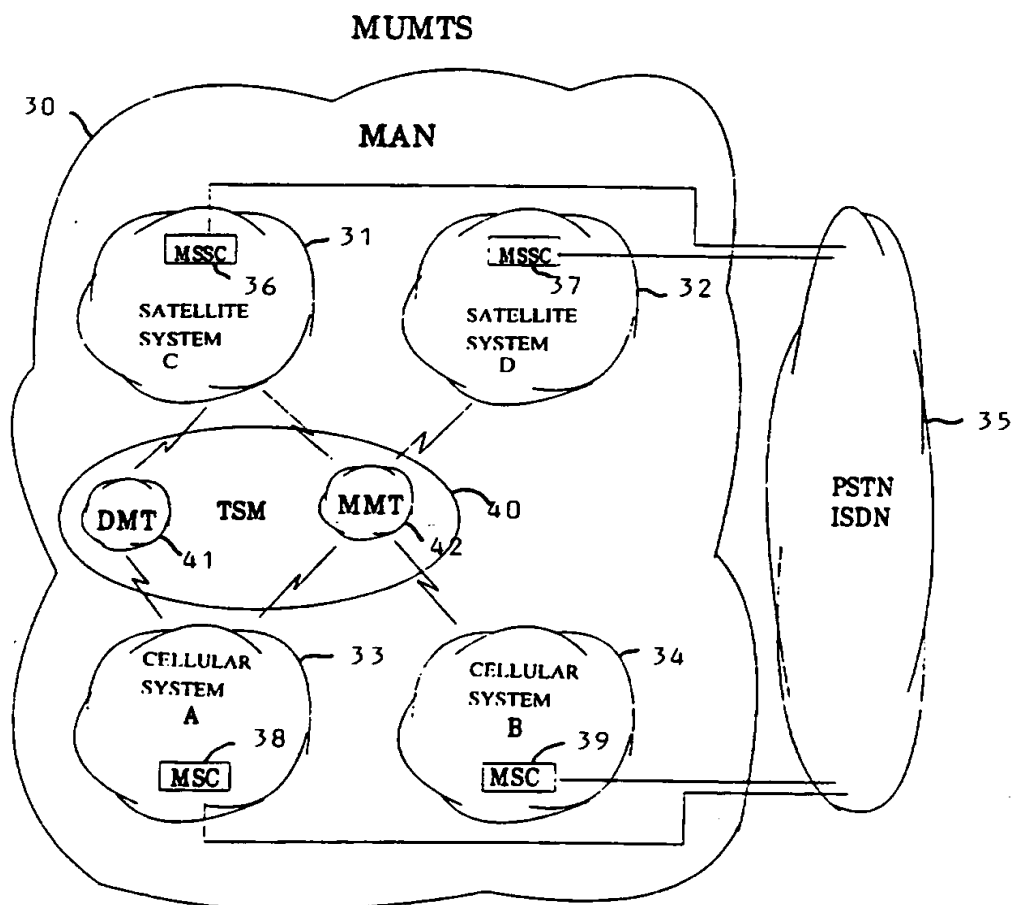 MUMTS
30
MAN
MSSC
31
36
SATELLITE
SYSTEM
C
MSSC
37
32
SATELLITE
SYSTEM
D
35
PSTN
ISDN
DMT
41
TSM
MMT
42
40
CELLULAR
SYSTEM
A
33
38
MSC
CELLULAR
SYSTEM
B
34
39
MSC